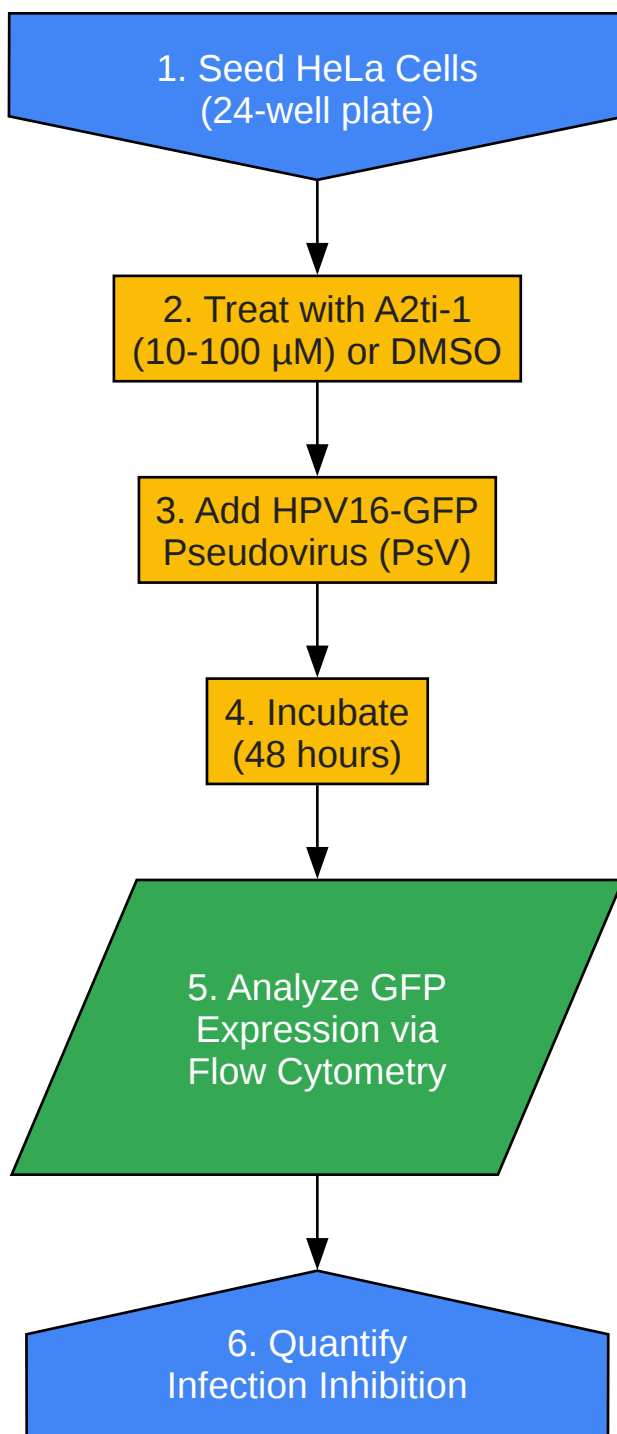 1. Seed HeLa Cells
(24-well plate)
2. Treat with A2ti-1
(10-100 µM) or DMSO
3. Add HPV16-GFP
Pseudovirus (PsV)
4. Incubate
(48 hours)
5. Analyze GFP
Expression via
Flow Cytometry
6. Quantify
Infection Inhibition